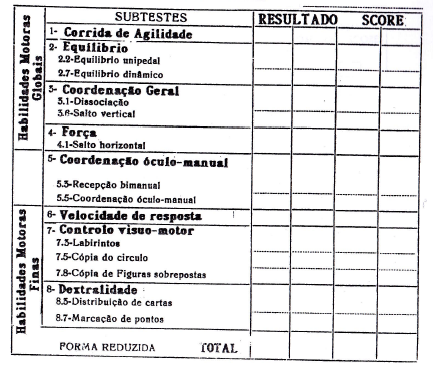 SUBTESTES RESULTADO SCORE
Habilidades Motoras Globais
1- Corrida de Agilidade
2- Equilíbrio
2.2-Equilíbrio unipedal
2.7-Equilíbrio dinâmico
3- Coordenação Geral
3.1-Dissociação
3.6-Salto vertical
4- Força
4.1-Salto horizontal
5- Coordenação óculo-manual
5.3-Recepção bimanual
5.5-Coordenação óculo-manual
Habilidades Motoras Finas
6- Velocidade de resposta
7- Controlo visuo-motor
7.3-Labirintos
7.5-Cópia do círculo
7.8-Cópia de Figuras sobrepostas
8- Dextralidade
8.3-Distribuição de cartas
8.7-Marcação de pontos
FORMA REDUZIDA TOTAL